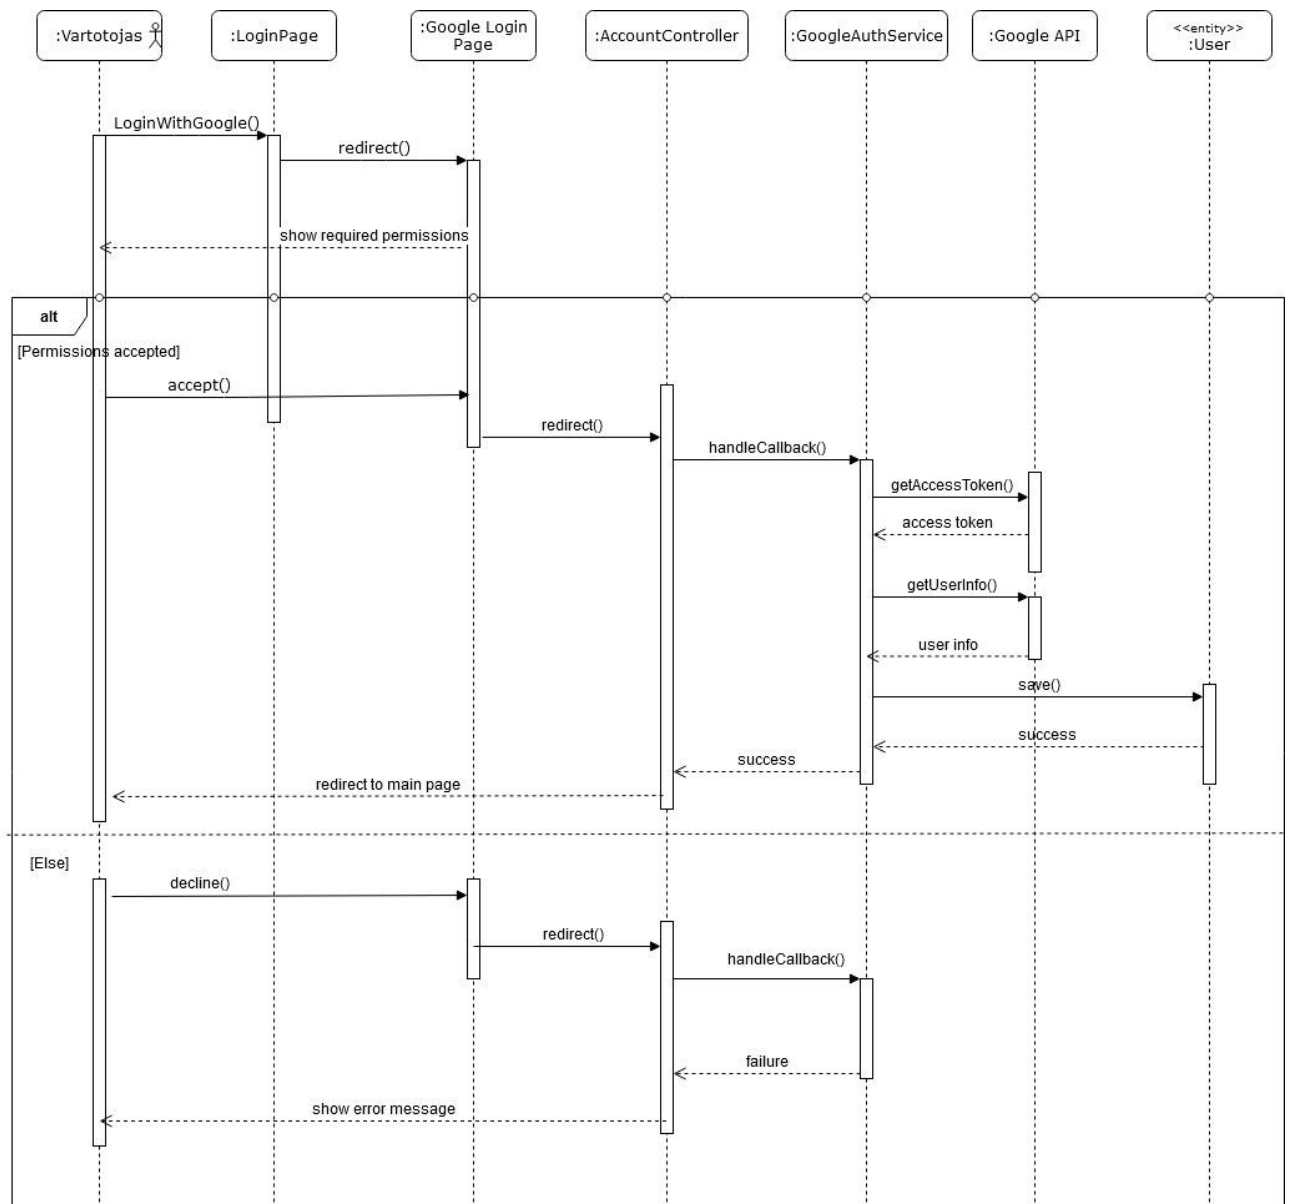 :Vartotojas
:LoginPage
:Google Login
Page
:AccountController
:GoogleAuthService
:Google API
<<entity>>
:User
LoginWithGoogle()
redirect()
show required permissions
alt
[Permissions accepted]
accept()
redirect()
handleCallback()
getAccessToken()
access token
getUserInfo()
user info
save()
success
success
redirect to main page
[Else]
decline()
redirect()
handleCallback()
failure
show error message